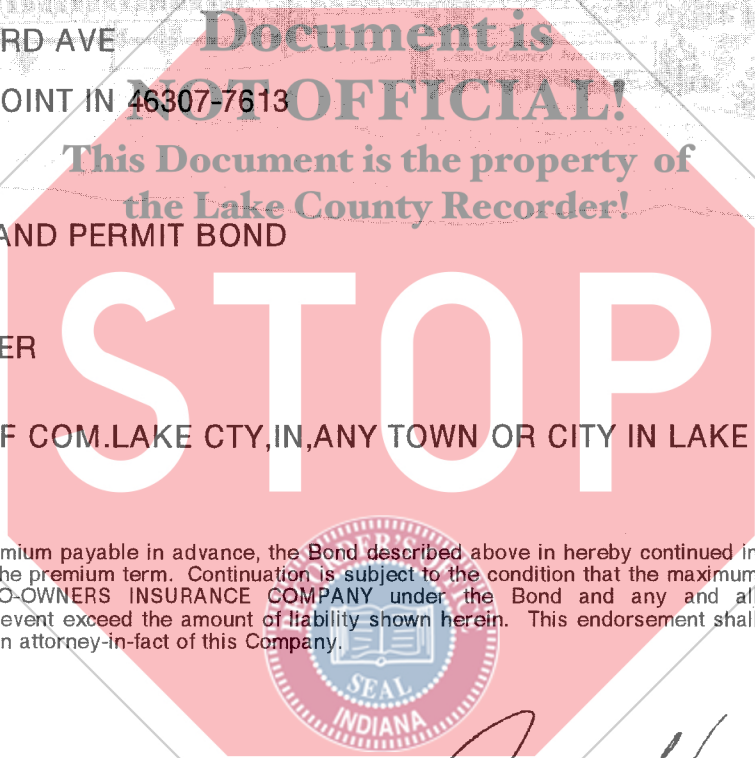 RD AVE
Document is
OINT IN 46307-7613
NOT OFFICIAL!
This Document is the property of
the Lake County Recorder!
AND PERMIT BOND
STOP
ER
F COM.LAKE CTY,IN,ANY TOWN OR CITY IN LAKE
mium payable in advance, the Bond described above in hereby continued in
he premium term. Continuation is subject to the condition that the maximum
O-OWNERS INSURANCE COMPANY under the Bond and any and all
event exceed the amount of liability shown herein. This endorsement shall
n attorney-in-fact of this Company.
RECORDER'S OFFICE
SEAL
INDIANA